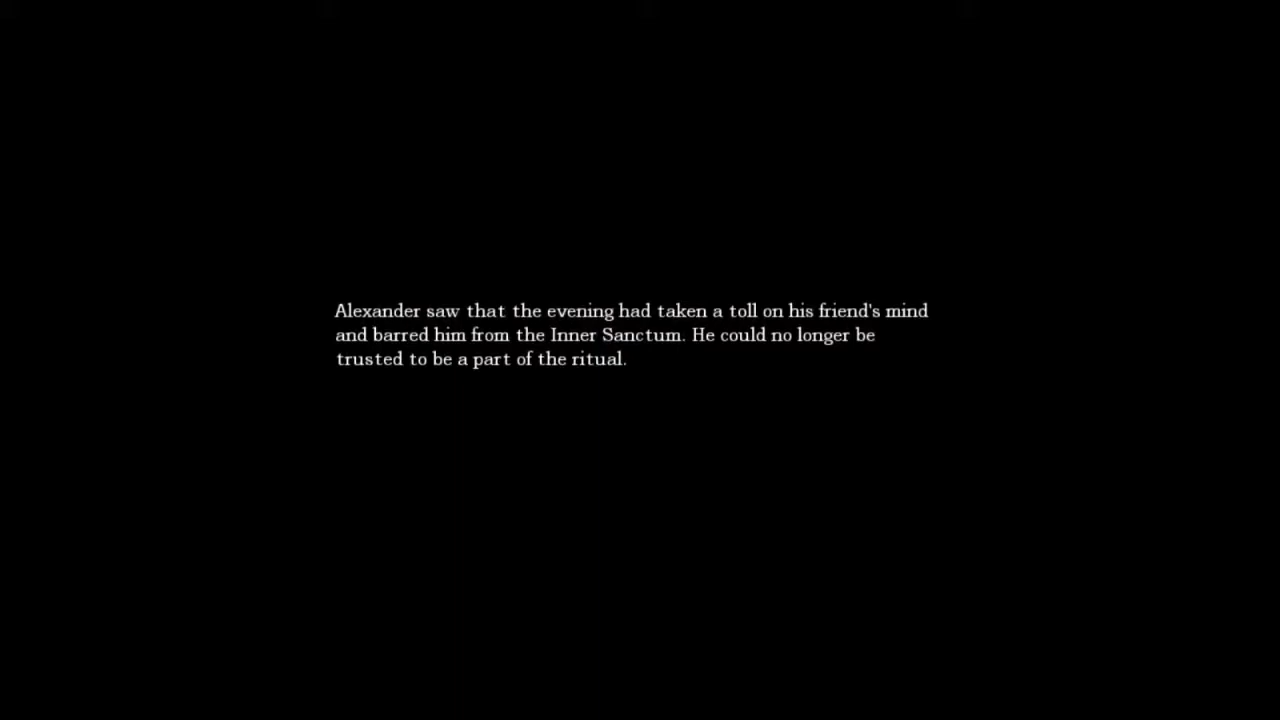 Alexander saw that the evening had taken a toll on his friend's mind
and barred him from the Inner Sanctum. He could no longer be
trusted to be a part of the ritual.